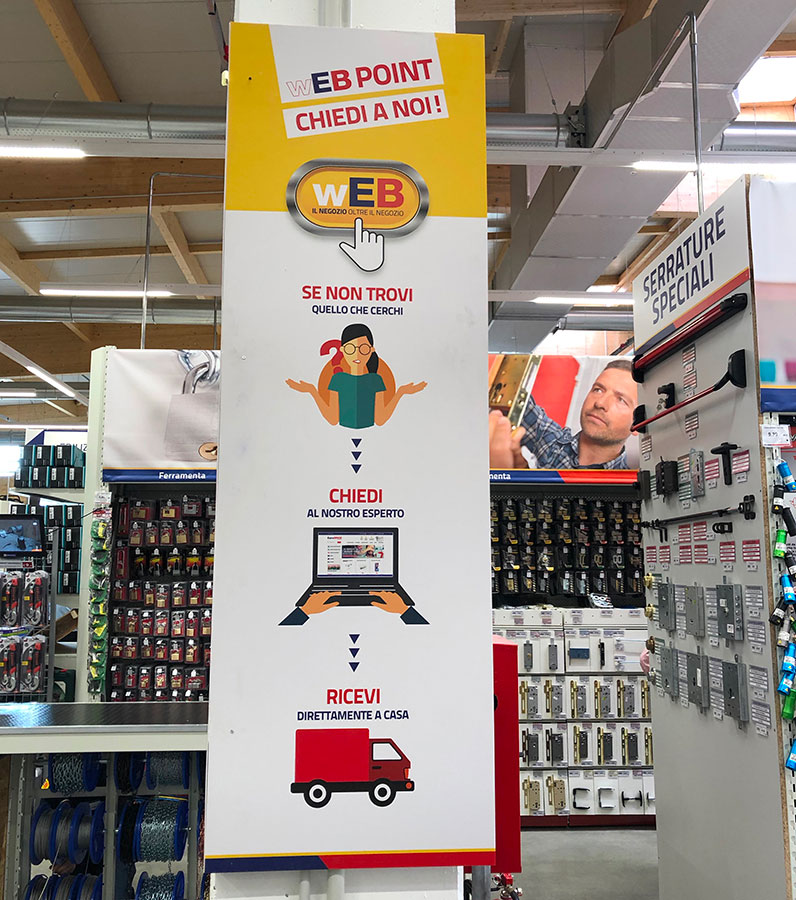 wEB POINT
CHIEDI A NOI!
wEB
IL NEGOZIO OLTRE IL NEGOZIO
SE NON TROVI
QUELLO CHE CERCHI
?
CHIEDI
AL NOSTRO ESPERTO
RICEVI
DIRETTAMENTE A CASA
SERRATURE
SPECIALI
Ferramenta